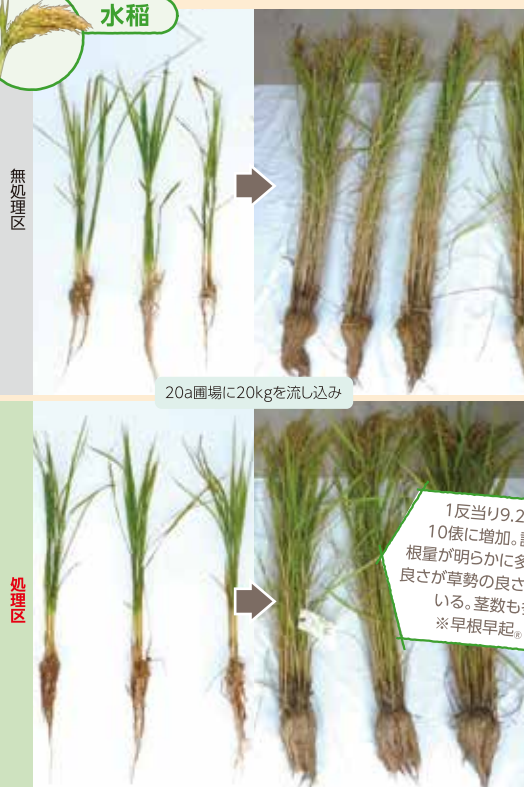 水稲
無処理区
20a圃場に20kgを流し込み
処理区
1反当り9.2
10俵に増加。
根量が明らかに多
良さが草勢の良さ
いる。茎数も
※早根早起®